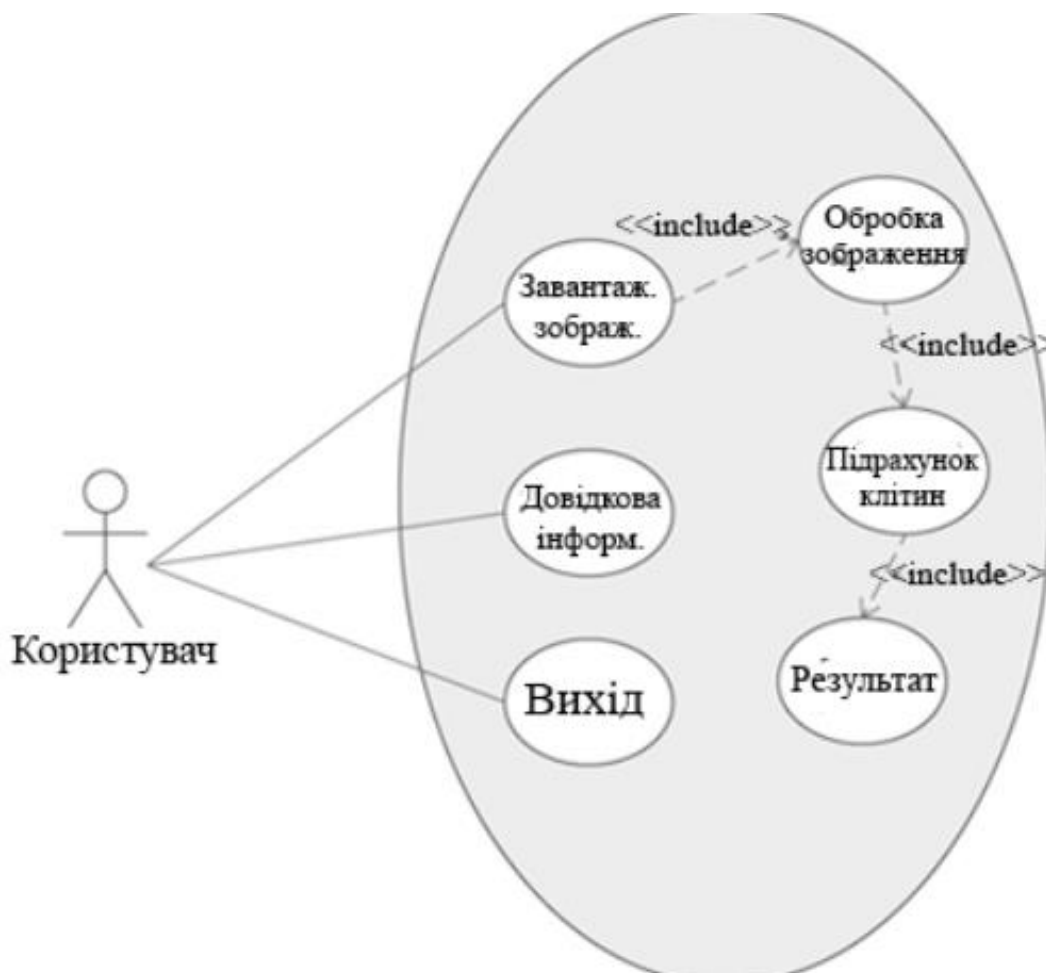 <<include>>
Обробка
зображення
Завантаж.
зображ.
<<include>>
Підрахунок
клітин
Довідкова
інформ.
<<include>>
Користувач
Вихід
Результат